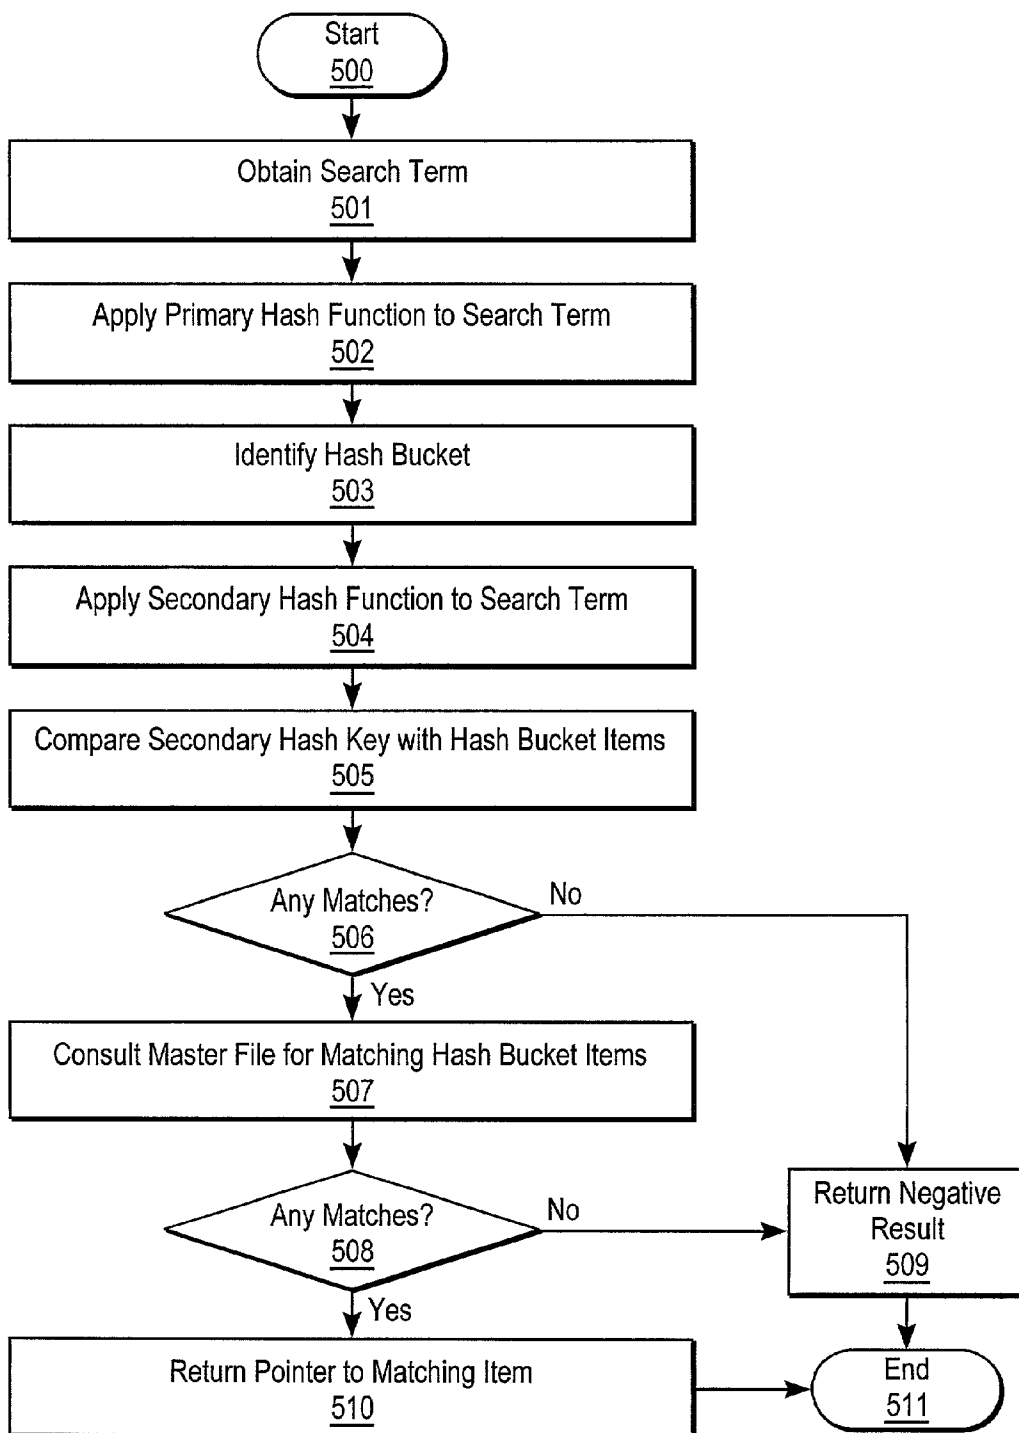 Start
500
Obtain Search Term
501
Apply Primary Hash Function to Search Term
502
Identify Hash Bucket
503
Apply Secondary Hash Function to Search Term
504
Compare Secondary Hash Key with Hash Bucket Items
505
Any Matches?
506
No
Yes
Consult Master File for Matching Hash Bucket Items
507
Any Matches?
508
No
Yes
Return Negative
Result
509
Return Pointer to Matching Item
510
End
511